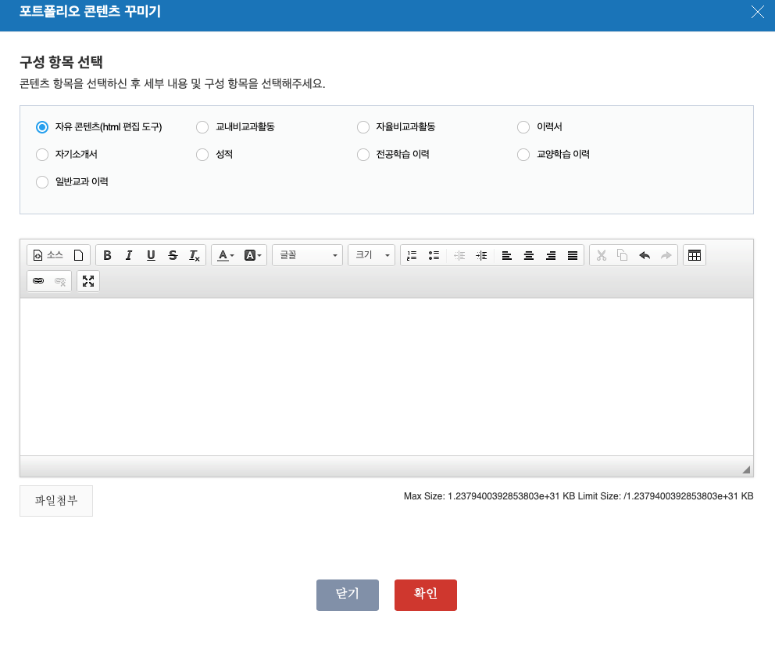 포트폴리오 콘텐츠 꾸미기
구성 항목 선택
콘텐츠 항목을 선택하신 후 세부 내용 및 구성 항목을 선택해주세요.
자유 콘텐츠(html 편집 도구) 교내비교과활동 자율비교과활동 이력서
자기소개서 성적 전공학습 이력 교양학습 이력
일반교과 이력
소스 B I U S Ix A A 글꼴 크기
파일첨부 Max Size: 1.2379400392853803e+31 KB Limit Size: /1.2379400392853803e+31 KB
닫기 확인